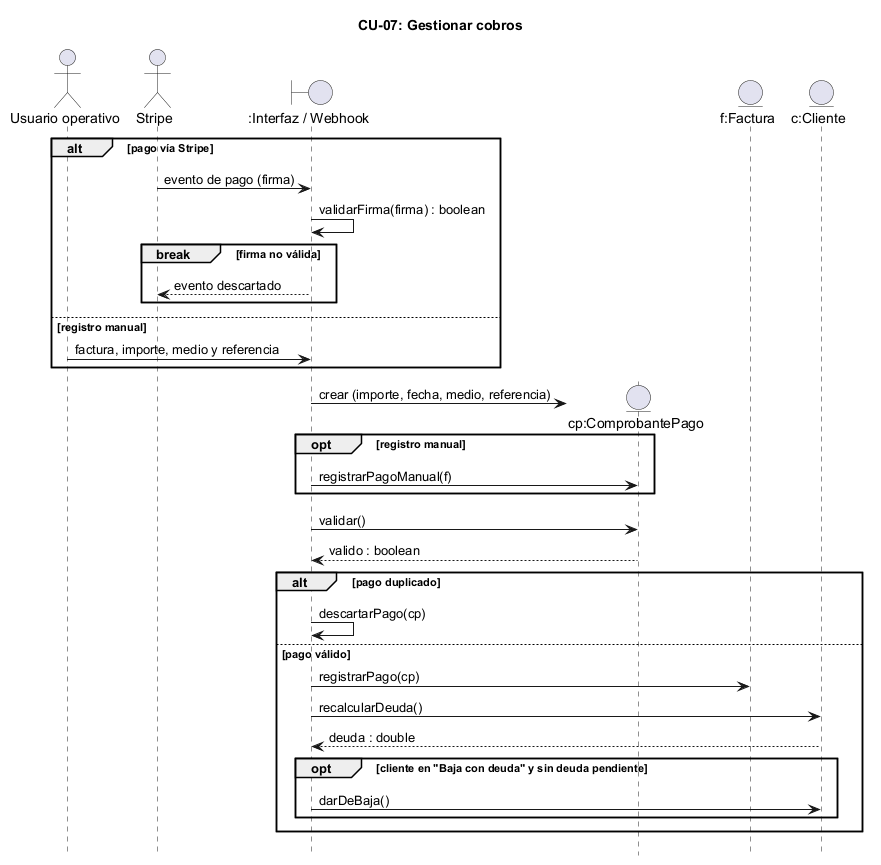 CU-07: Gestionar cobros
Usuario operativo
Stripe
:Interfaz / Webhook
f:Factura
c:Cliente
alt
[pago vía Stripe]
evento de pago (firma)
validarFirma(firma) : boolean
break
[firma no válida]
evento descartado
[registro manual]
factura, importe, medio y referencia
crear (importe, fecha, medio, referencia)
cp:ComprobantePago
opt
[registro manual]
registrarPagoManual(f)
validar()
valido : boolean
alt
[pago duplicado]
descartarPago(cp)
[pago válido]
registrarPago(cp)
recalcularDeuda()
deuda : double
opt
[cliente en "Baja con deuda" y sin deuda pendiente]
darDeBaja()